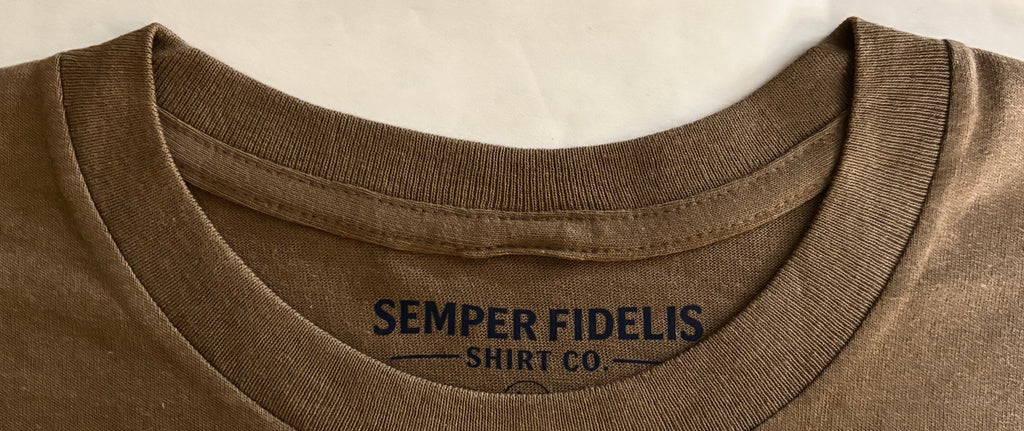 SEMPER FIDELIS
SHIRT CO.